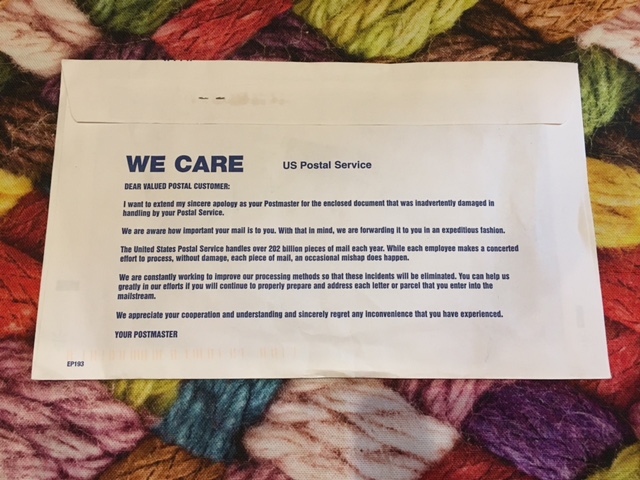 WE CARE US Postal Service
DEAR VALUED POSTAL CUSTOMER:
I want to extend my sincere apology as your Postmaster for the enclosed document that was inadvertently damaged in
handling by your Postal Service.
We are aware how important your mail is to you. With that in mind, we are forwarding it to you in an expeditious fashion.
The United States Postal Service handles over 202 billion pieces of mail each year. While each employee makes a concerted
effort to process, without damage, each piece of mail, an occasional mishap does happen.
We are constantly working to improve our processing methods so that these incidents will be eliminated. You can help us
greatly in our efforts if you will continue to properly prepare and address each letter or parcel that you enter into the
mailstream.
We appreciate your cooperation and understanding and sincerely regret any Inconvenience that you have experienced.
YOUR POSTMASTER
EP193